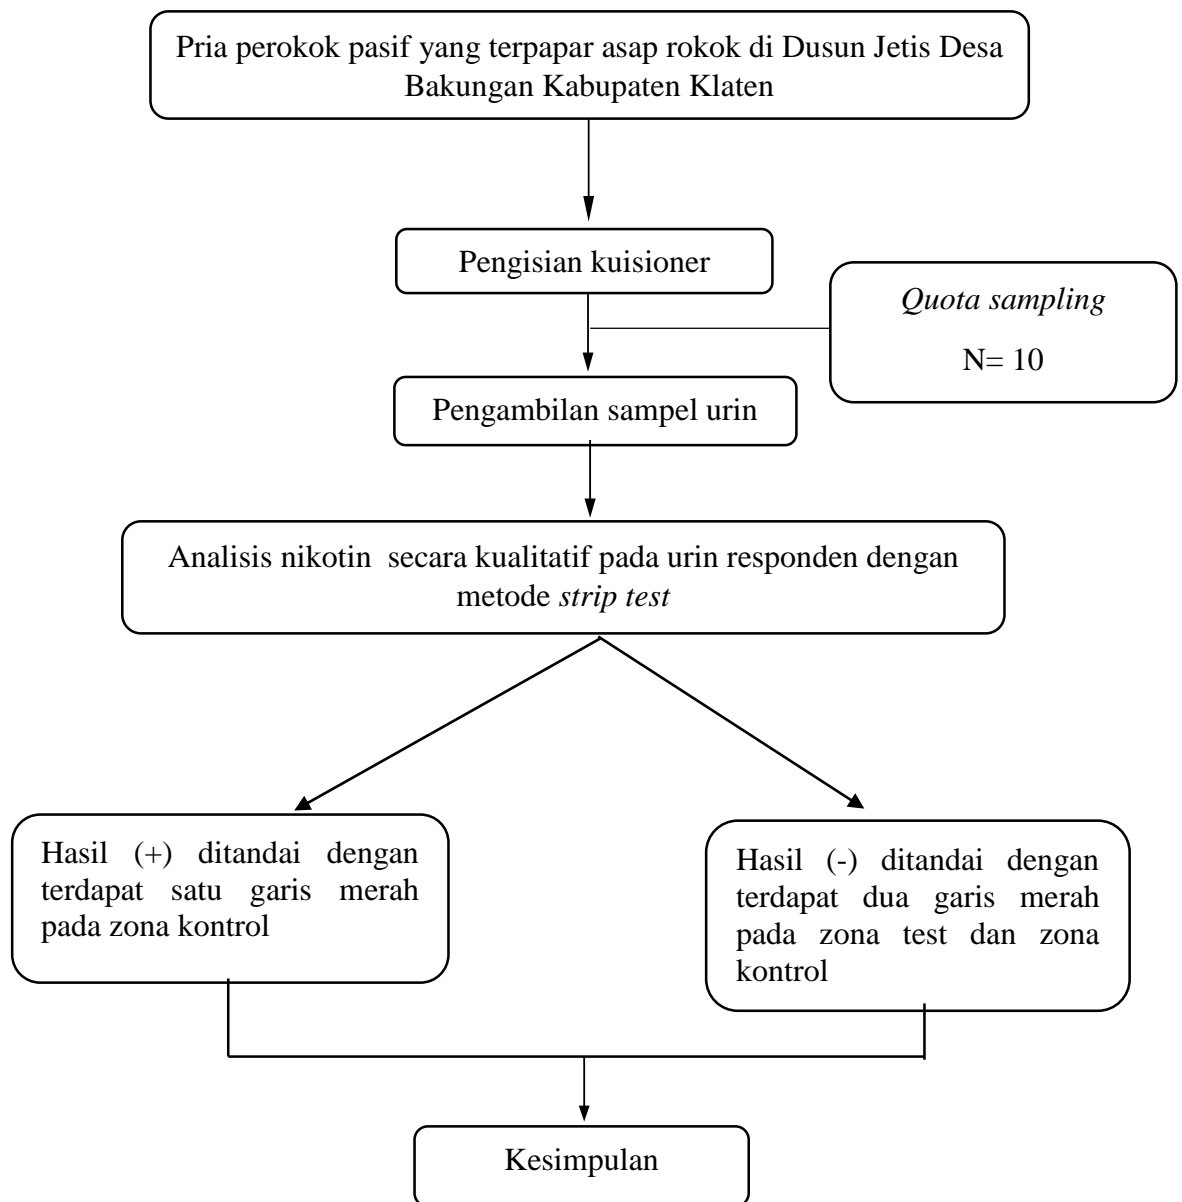 Pria perokok pasif yang terpapar asap rokok di Dusun Jetis Desa
Bakungan Kabupaten Klaten
Pengisian kuisioner
Quota sampling
N= 10
Pengambilan sampel urin
Analisis nikotin secara kualitatif pada urin responden dengan
metode strip test
Hasil (+) ditandai dengan
terdapat satu garis merah
pada zona kontrol
Hasil (-) ditandai dengan
terdapat dua garis merah
pada zona test dan zona
kontrol
Kesimpulan